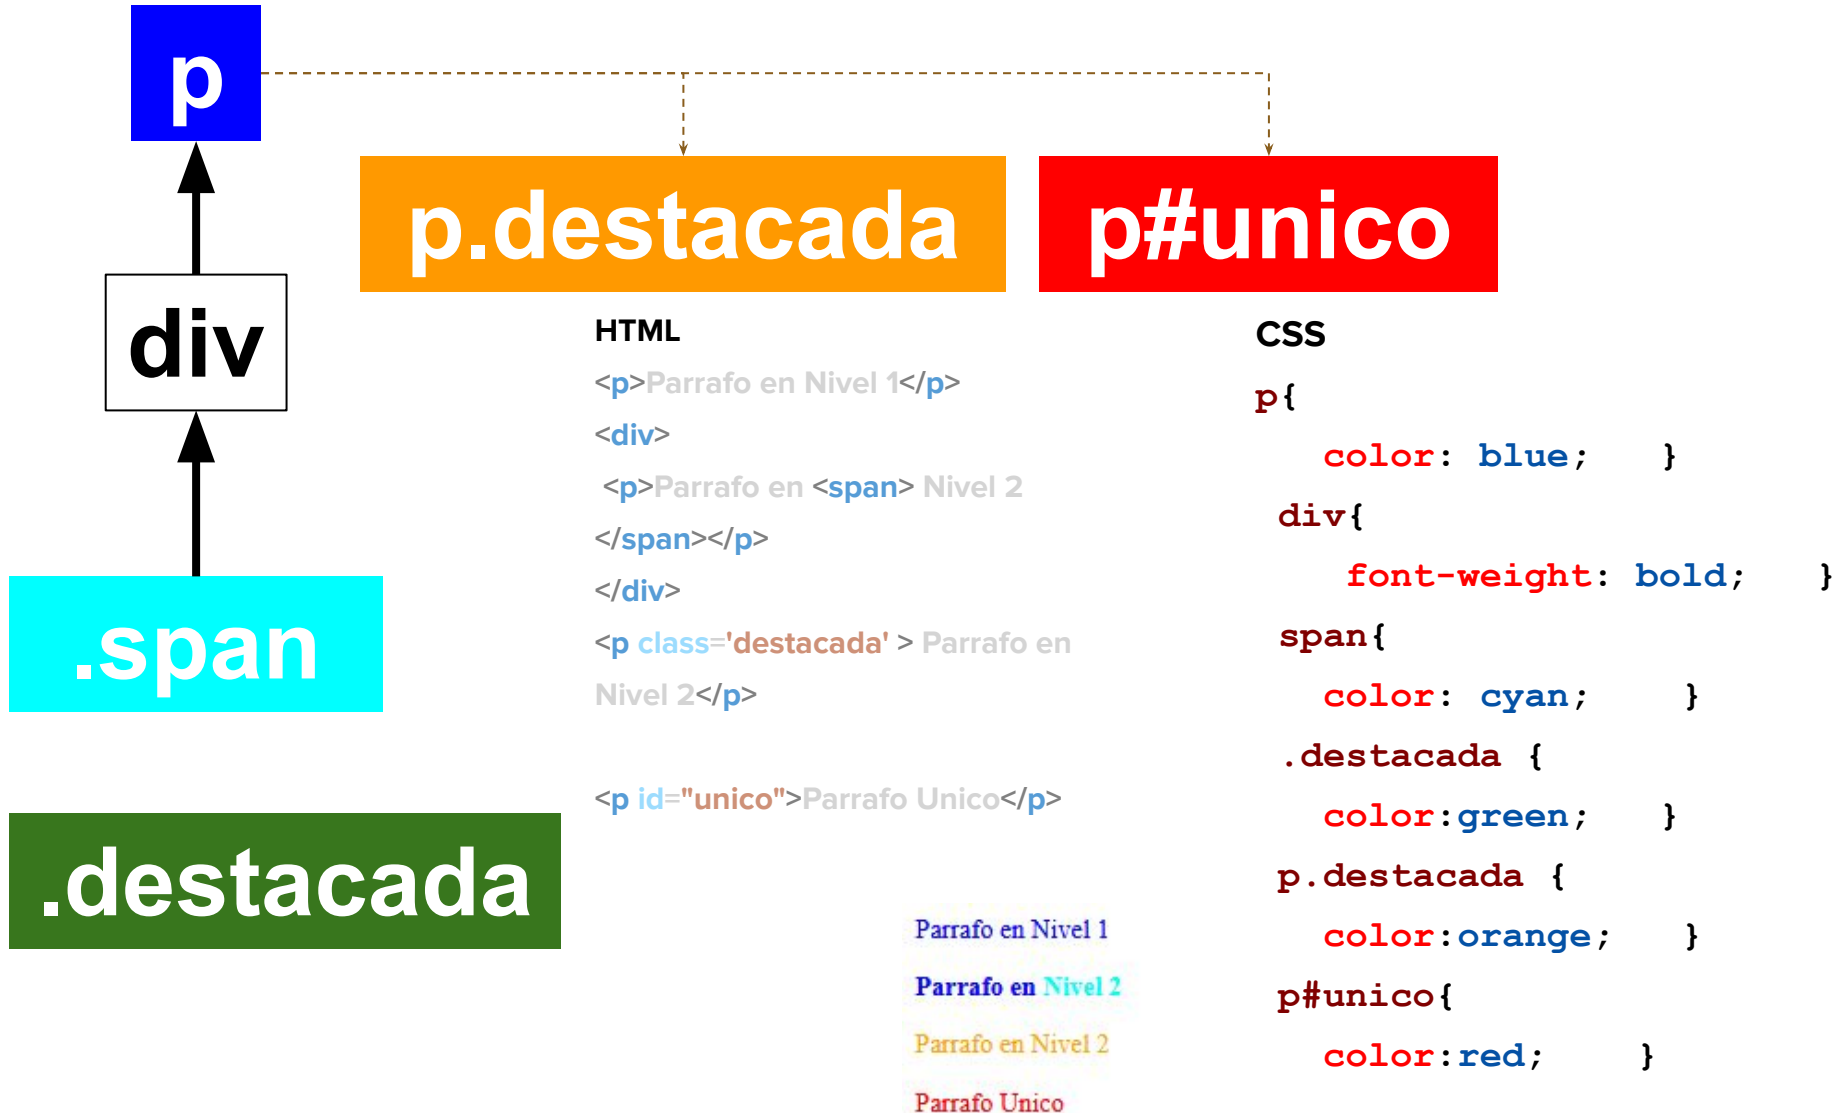 p
p.destacada
p#unico
div
.span
.destacada
HTML
<p>Parrafo en Nivel 1</p>
<div>
<p>Parrafo en <span> Nivel 2
</span></p>
</div>
<p class='destacada' > Parrafo en
Nivel 2</p>
<p id="unico">Parrafo Unico</p>
CSS
p{
color: blue; }
div{
font-weight: bold; }
span{
color: cyan; }
.destacada {
color:green; }
p.destacada {
color:orange; }
p#unico{
color:red; }
Parrafo en Nivel 1
Parrafo en Nivel 2
Parrafo en Nivel 2
Parrafo Unico